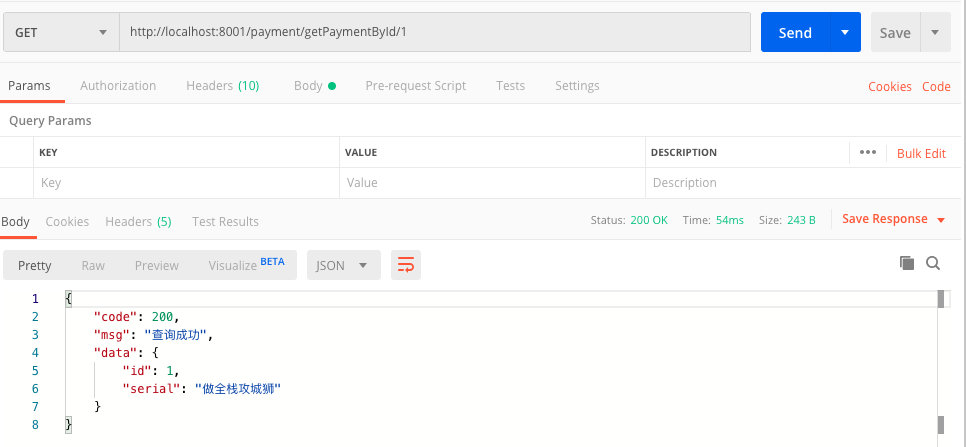 GET http://localhost:8001/payment/getPaymentById/1 Send Save
Params Authorization Headers (10) Body Pre-request Script Tests Settings Cookies Code
Query Params
KEY VALUE DESCRIPTION ••• Bulk Edit
Key Value Description
Body Cookies Headers (5) Test Results Status: 200 OK Time: 54ms Size: 243 B Save Response
Pretty Raw Preview Visualize BETA JSON
1 {
2 "code": 200,
3 "msg": "查询成功",
4 "data": {
5 "id": 1,
6 "serial": "做全栈攻城狮"
7 }
8 }